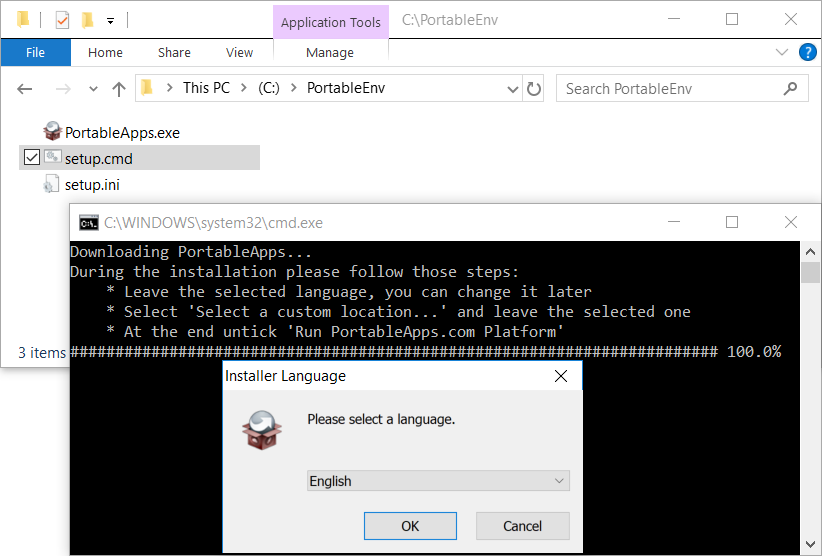 Application Tools
C:\PortableEnv
File
Home
Share
View
Manage
?
This PC
(C:)
PortableEnv
Search PortableEnv
PortableApps.exe
setup.cmd
setup.ini
3 items
C:\WINDOWS\system32\cmd.exe
Downloading PortableApps...
During the installation please follow those steps:
* Leave the selected language, you can change it later
* Select 'Select a custom location...' and leave the selected one
* At the end untick 'Run PortableApps.com Platform'
######################################################################## 100.0%
Installer Language
Please select a language.
English
OK
Cancel